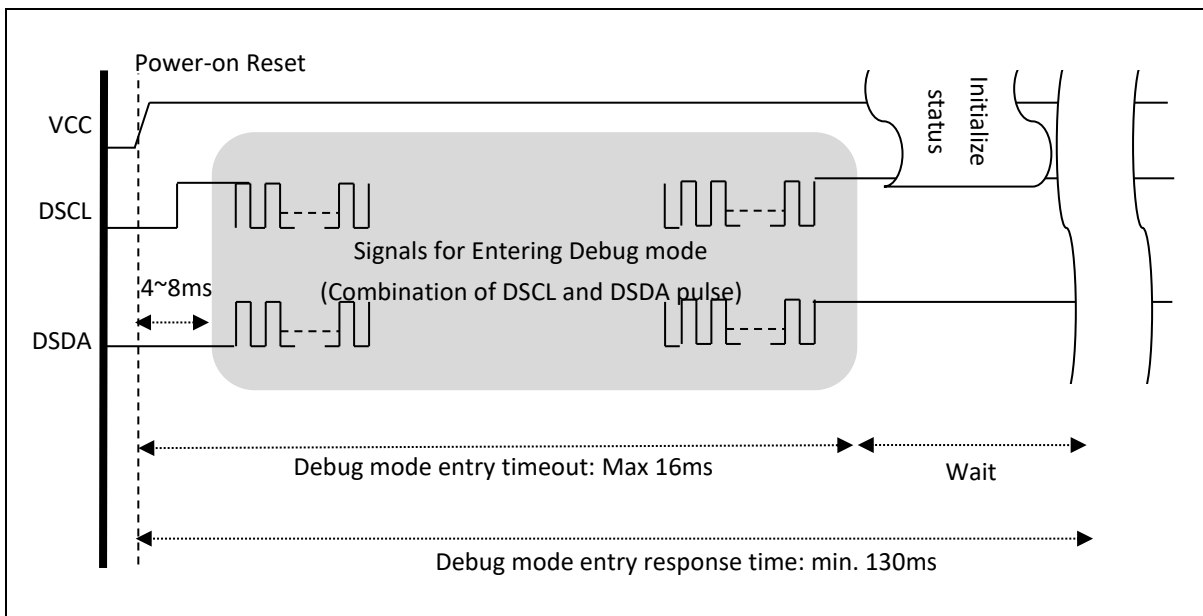 Power-on Reset
VCC
Initialize
status
DSCL
Signals for Entering Debug mode
(Combination of DSCL and DSDA pulse)
4~8ms
DSDA
Debug mode entry timeout: Max 16ms
Wait
Debug mode entry response time: min. 130ms